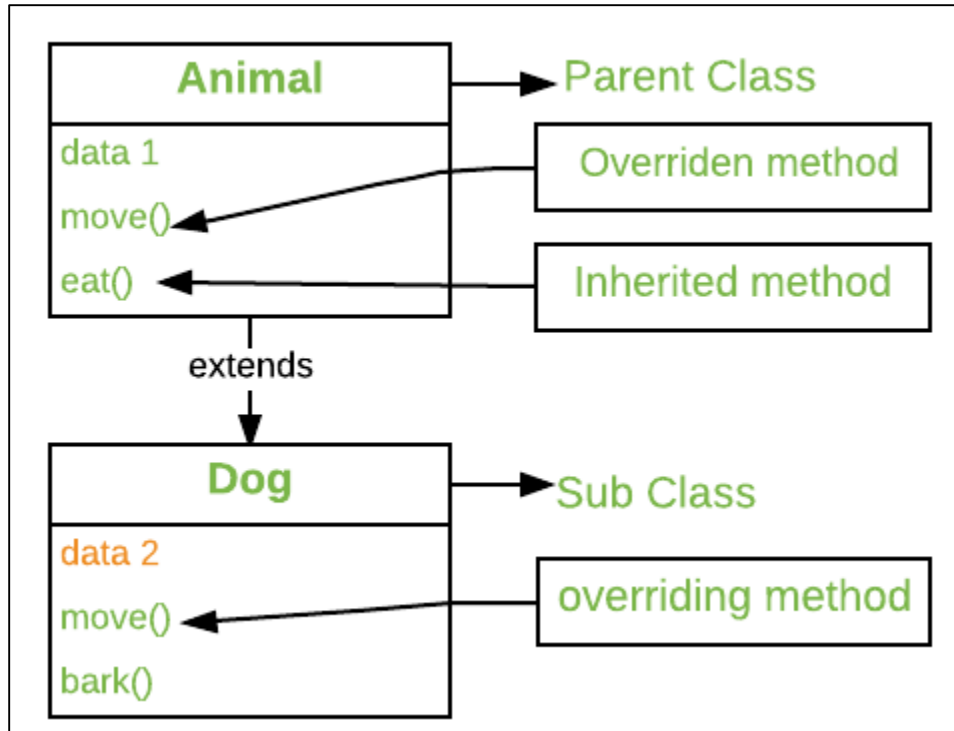 Animal
Parent Class
data 1
Overriden method
move()
eat()
Inherited method
extends
Dog
Sub Class
data 2
move()
overriding method
bark()